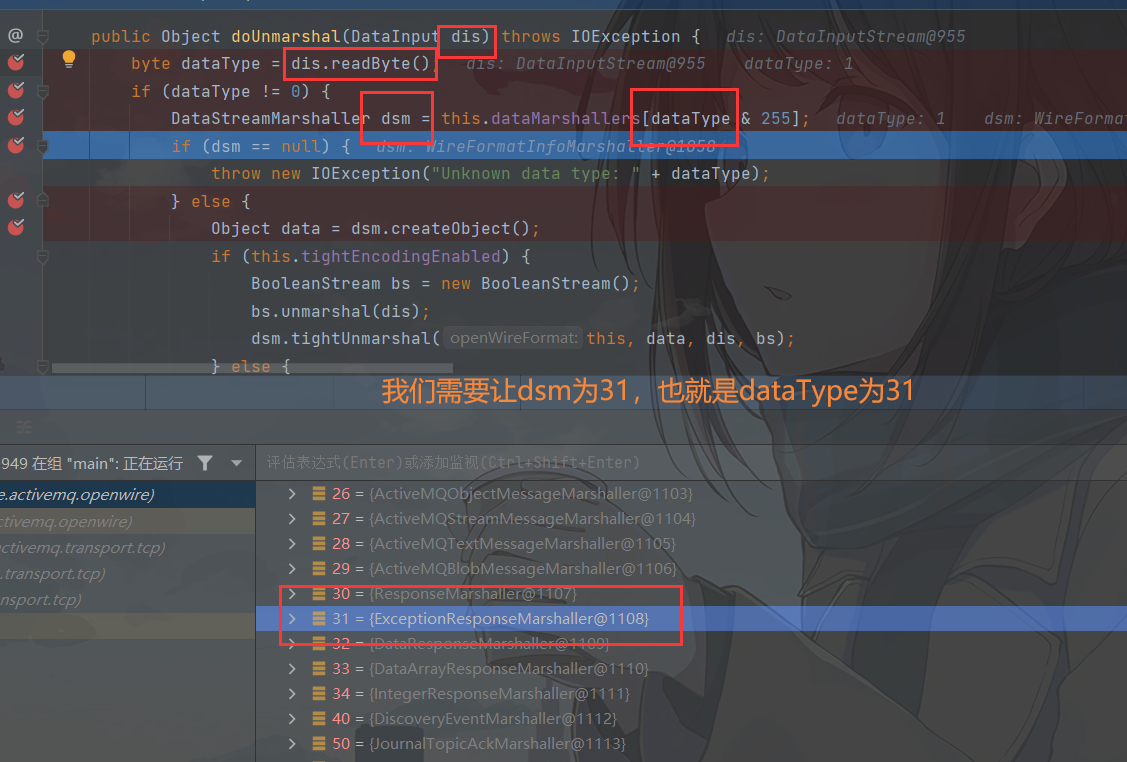 @ public Object doUnmarshal(DataInput dis) throws IOException { dis: DataInputStream@955
byte dataType = dis.readByte() dis: DataInputStream@955 dataType: 1
if (dataType != 0) {
DataStreamMarshaller dsm = this.dataMarshallers[dataType & 255]; dataType: 1 dsm: WireFormat
if (dsm == null) { dsm: WireFormatInfoMarshaller@1058
throw new IOException("Unknown data type: " + dataType);
} else {
Object data = dsm.createObject();
if (this.tightEncodingEnabled) {
BooleanStream bs = new BooleanStream();
bs.unmarshal(dis);
dsm.tightUnmarshal( openWireFormat: this, data, dis, bs);
} else {
我们需要让dsm为31，也就是dataType为31
949 在组 "main": 正在运行
评估表达式(Enter)或添加监视(Ctrl+Shift+Enter)
e.activemq.openwire)
ctivemq.openwire)
activemq.transport.tcp)
.transport.tcp)
nsport.tcp)
26 = {ActiveMQObjectMessageMarshaller@1103}
27 = {ActiveMQStreamMessageMarshaller@1104}
28 = {ActiveMQTextMessageMarshaller@1105}
29 = {ActiveMQBlobMessageMarshaller@1106}
30 = {ResponseMarshaller@1107}
31 = {ExceptionResponseMarshaller@1108}
32 = {DataResponseMarshaller@1109}
33 = {DataArrayResponseMarshaller@1110}
34 = {IntegerResponseMarshaller@1111}
40 = {DiscoveryEventMarshaller@1112}
50 = {JournalTopicAckMarshaller@1113}